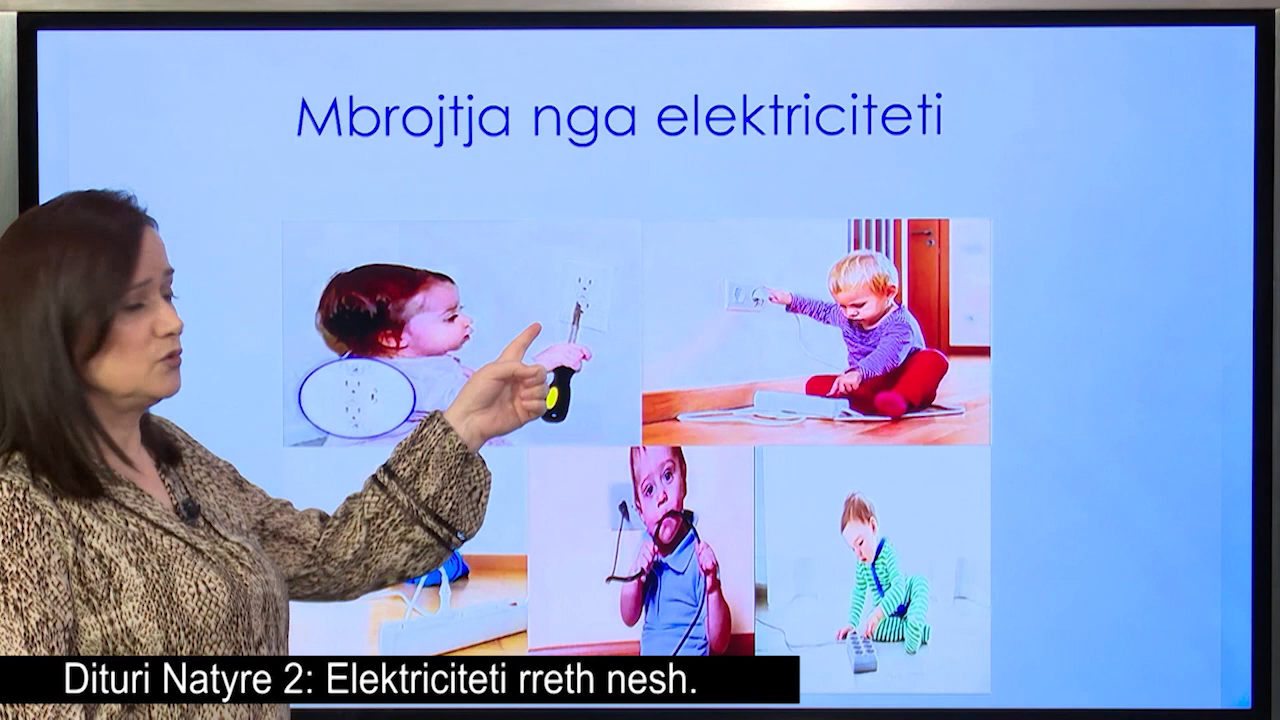 Mbrojtja nga elektriciteti
Dituri Natyre 2: Elektriciteti rreth nesh.